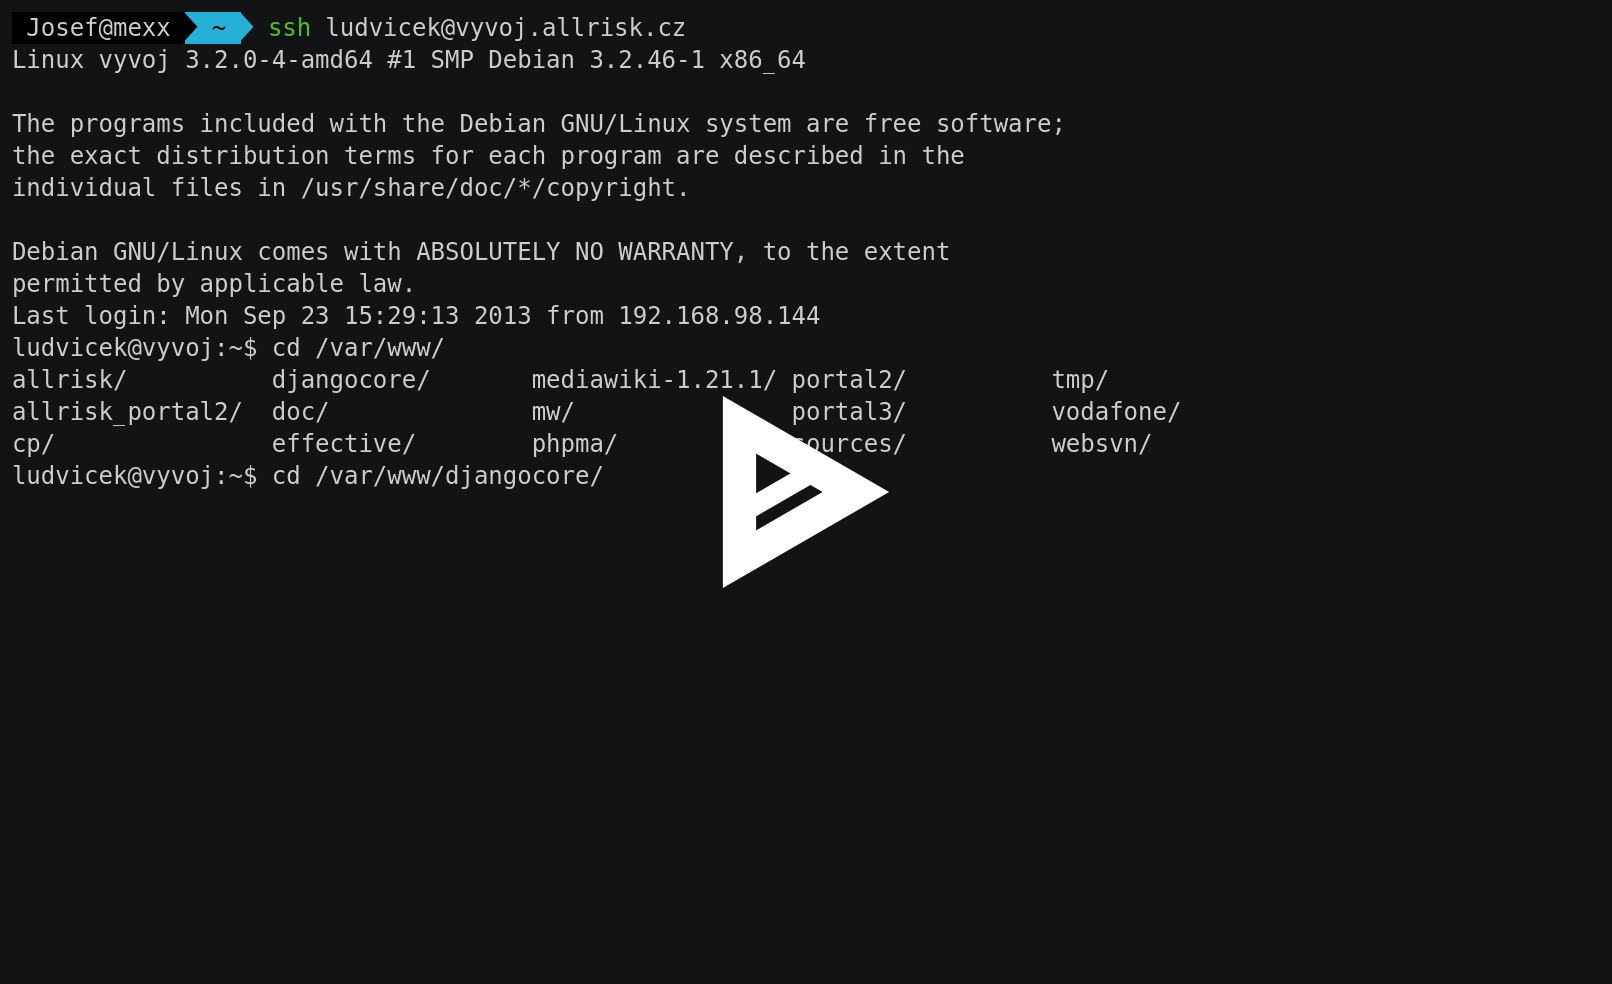 Josef@mexx ~ ssh ludvicek@vyvoj.allrisk.cz
Linux vyvoj 3.2.0-4-amd64 #1 SMP Debian 3.2.46-1 x86_64
The programs included with the Debian GNU/Linux system are free software;
the exact distribution terms for each program are described in the
individual files in /usr/share/doc/*/copyright.
Debian GNU/Linux comes with ABSOLUTELY NO WARRANTY, to the extent
permitted by applicable law.
Last login: Mon Sep 23 15:29:13 2013 from 192.168.98.144
ludvicek@vyvoj:~$ cd /var/www/
allrisk/ djangocore/ mediawiki-1.21.1/ portal2/ tmp/
allrisk_portal2/ doc/ mw/ portal3/ vodafone/
cp/ effective/ phpma/ sources/ websvn/
ludvicek@vyvoj:~$ cd /var/www/djangocore/